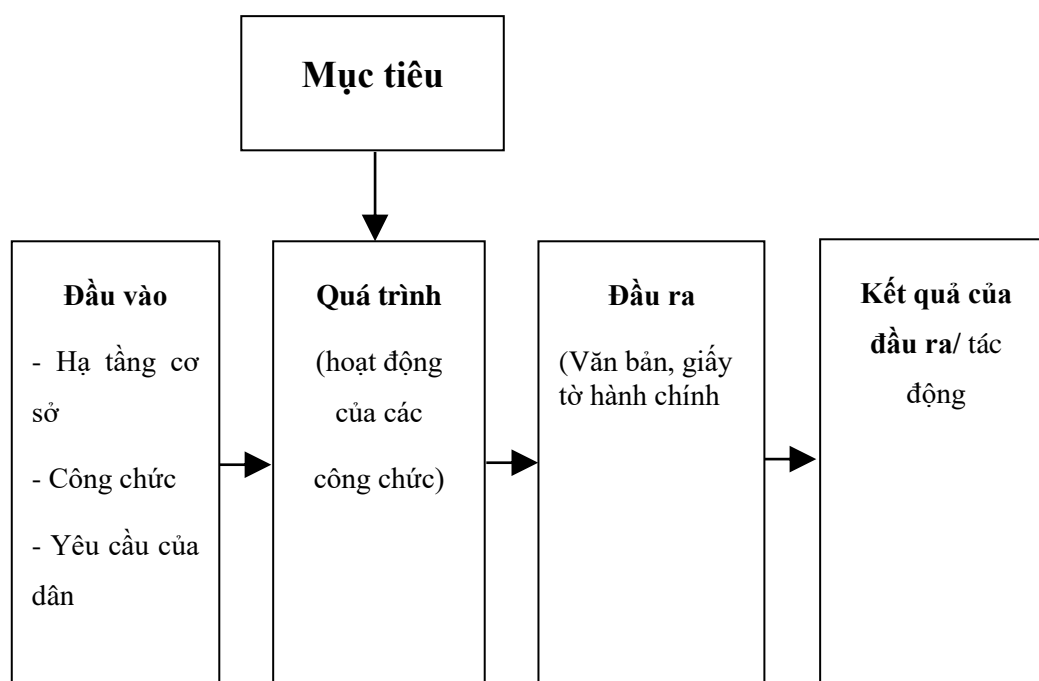 Mục tiêu
Đầu vào
- Hạ tầng cơ
sở
- Công chức
- Yêu cầu của
dân
Quá trình
(hoạt động
của các
công chức)
Đầu ra
(Văn bản, giấy
tờ hành chính
Kết quả của
đầu ra/ tác
động